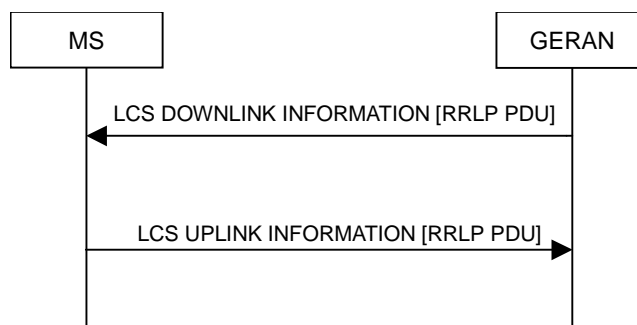 MS
GERAN
LCS DOWNLINK INFORMATION [RRLP PDU]
LCS UPLINK INFORMATION [RRLP PDU]